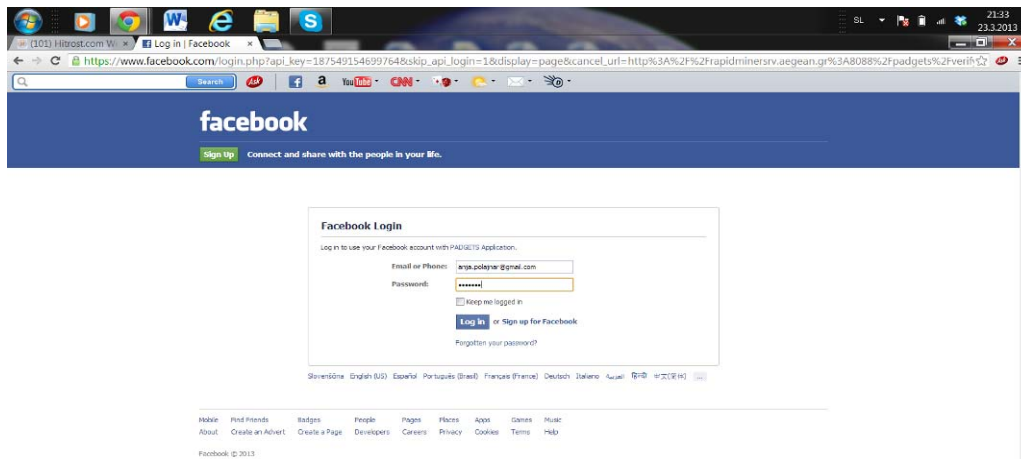 SL
21:33
23.3.2013
(101) Hitrost.com W
Log in | Facebook
https://www.facebook.com/login.php?api_key=187549154699764&skip_api_login=1&display=page&cancel_url=http%3A%2F%2Frapidminersrv.aegean.gr%3A8088%2Fpadgets%2Fverif
Search
Ask
a
YouTube
CNN
facebook
Sign Up Connect and share with the people in your life.
Facebook Login
Log in to use your Facebook account with PADGETS Application.
Email or Phone: anja.polajnar@gmail.com
Password:
Keep me logged in
Log in or Sign up for Facebook
Forgotten your password?
Slovenščina English (US) Español Português (Brasil) Français (France) Deutsch Italiano العربية हिन्दी 中文(简体) ...
Mobile Find Friends Badges People Pages Places Apps Games Music
About Create an Advert Create a Page Developers Careers Privacy Cookies Terms Help
Facebook © 2013